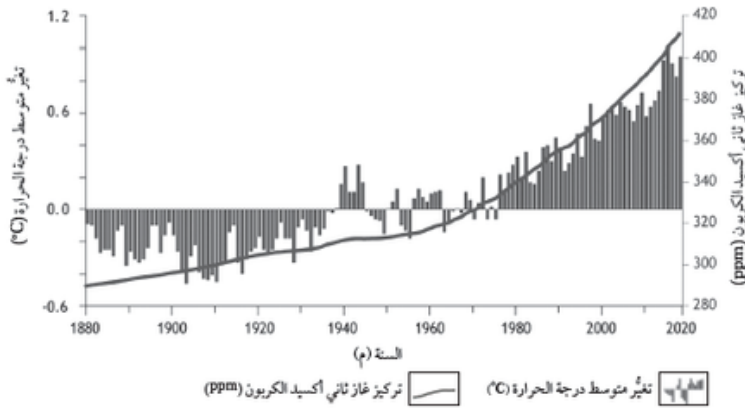 1.2
0.6
0.0
-0.6
تغيُّر متوسط درجة الحرارة (°C)
420
400
380
360
340
320
300
280
تركيز غاز ثاني أكسيد الكربون (ppm)
1880 1900 1920 1940 1960 1980 2000 2020
السنة (م)
تغيُّر متوسط درجة الحرارة (°C)
تركيز غاز ثاني أكسيد الكربون (ppm)